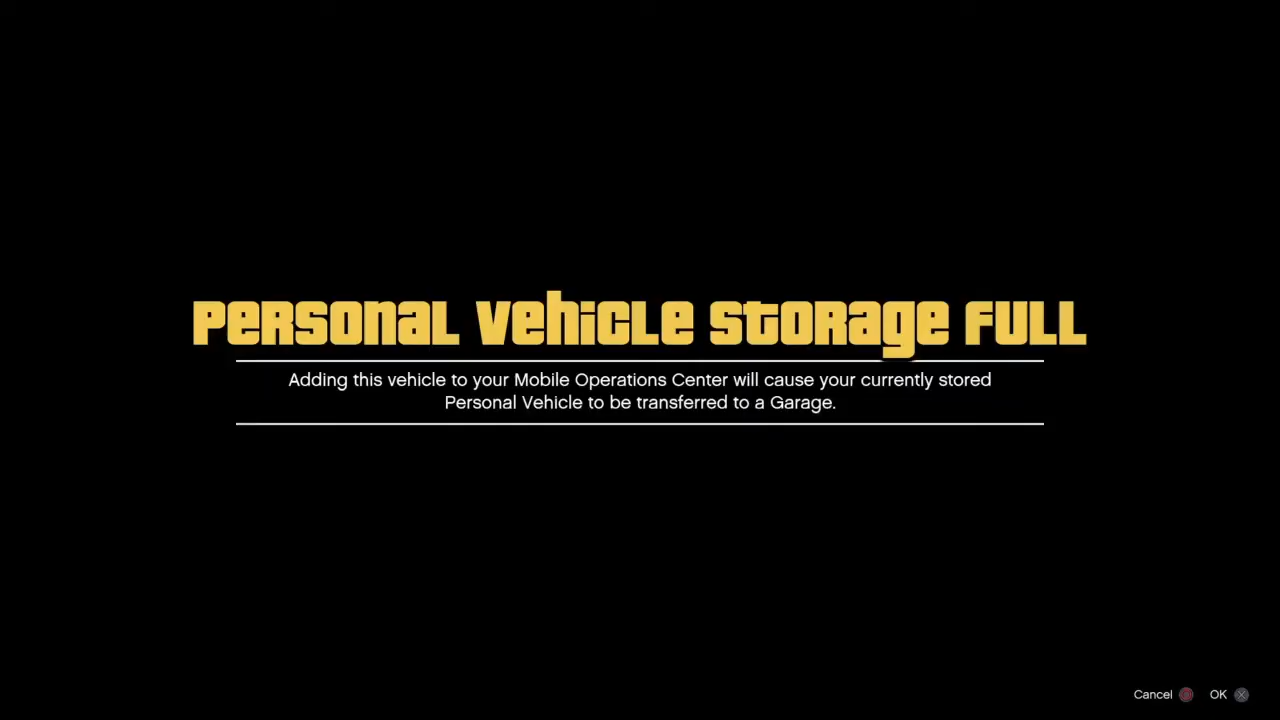 Personal Vehicle Storage Full
Adding this vehicle to your Mobile Operations Center will cause your currently stored
Personal Vehicle to be transferred to a Garage.
Cancel OK